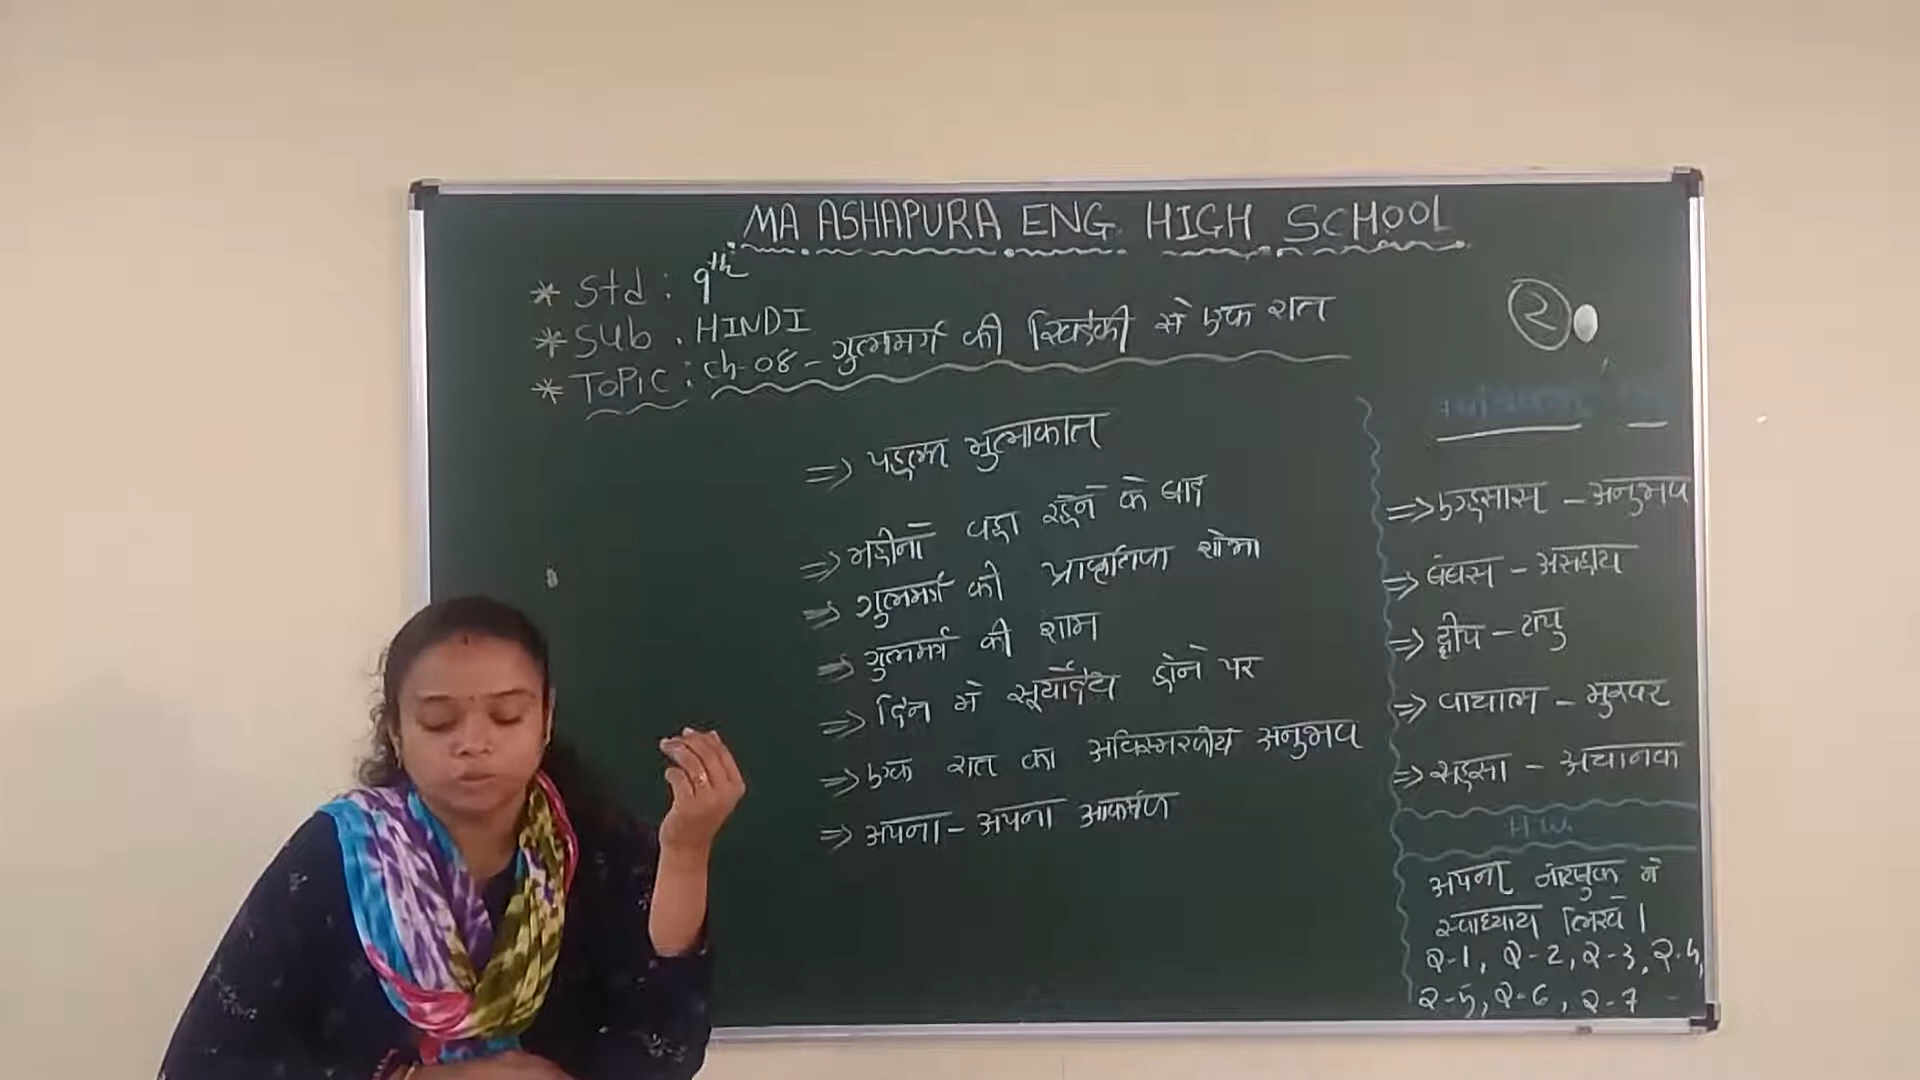 MA ASHAPURA ENG. HIGH SCHOOL
* Std : 9th
* Sub . HINDI
* TOPIC : ch-08 - गुलमर्ग की खिड़की से एक रात
2
=> पहली मुलाकात
=> महीनों वहां रहने के बाद
=> गुलमर्ग की प्राकृतिक शोभा
=> गुलमर्ग की शाम
=> दिन में सूर्योदय होने पर
=> एक रात का अविस्मरणीय अनुभव
=> अपना - अपना आकर्षण
=> एहसास - अनुभव
=> बेबस - असहाय
=> द्वीप - टापु
=> वाचाल - मुखर
=> सहसा - अचानक
H.W.
अपनी नोटबुक में
स्वाध्याय लिखें।
Q-1, Q-2, Q-3, Q-4,
Q-5, Q-6, Q-7